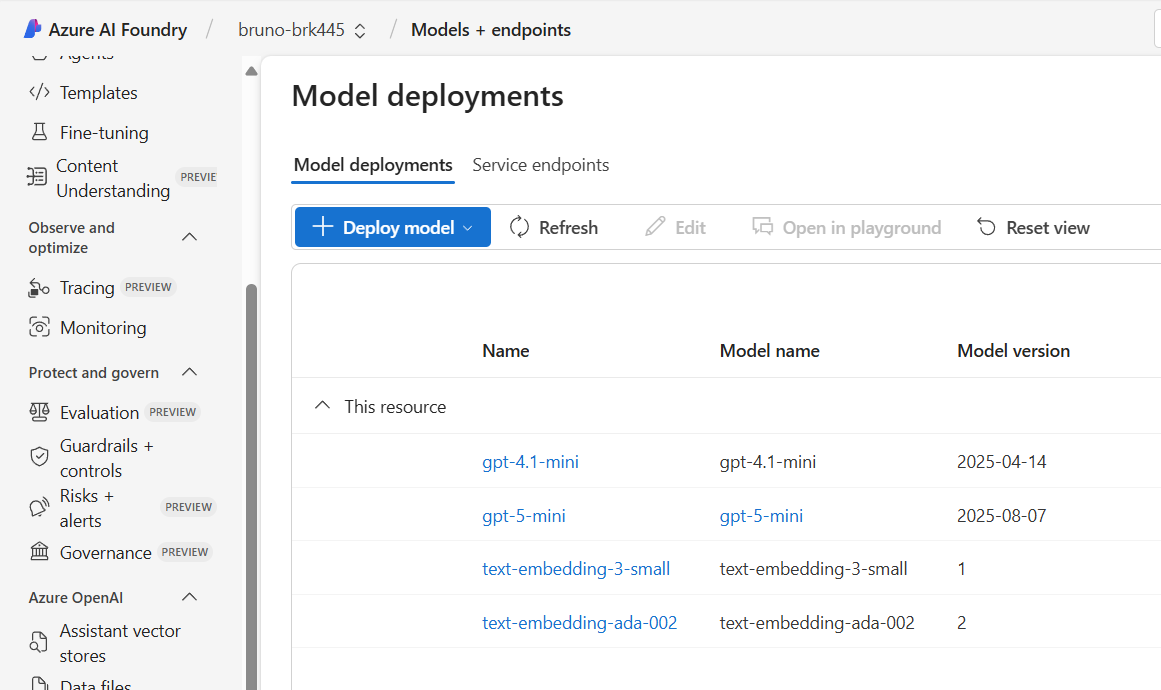 Azure AI Foundry / bruno-brk445 / Models + endpoints
Agents
Templates
Fine-tuning
Content
Understanding
PREVIE
Observe and
optimize
Tracing PREVIEW
Monitoring
Protect and govern
Evaluation PREVIEW
Guardrails +
controls
Risks +
alerts
PREVIEW
Governance PREVIEW
Azure OpenAI
Assistant vector
stores
Data files
Model deployments
Model deployments Service endpoints
Deploy model Refresh Edit Open in playground Reset view
Name Model name Model version
This resource
gpt-4.1-mini gpt-4.1-mini 2025-04-14
gpt-5-mini gpt-5-mini 2025-08-07
text-embedding-3-small text-embedding-3-small 1
text-embedding-ada-002 text-embedding-ada-002 2